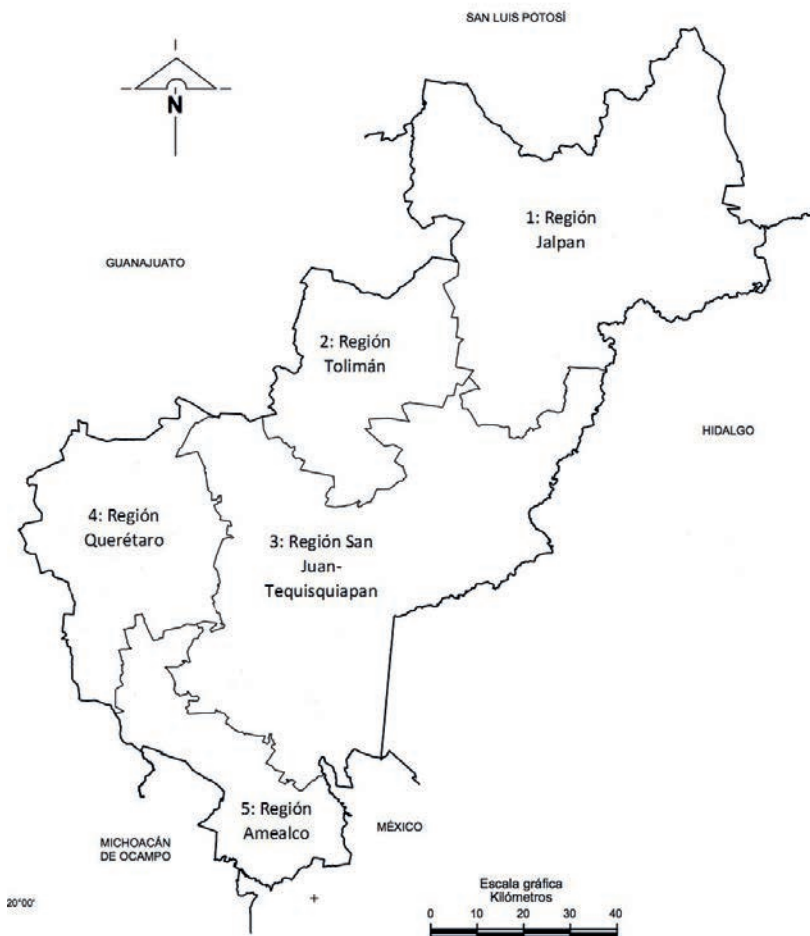 SAN LUIS POTOSÍ
N
1: Región
Jalpan
GUANAJUATO
2: Región
Tolimán
HIDALGO
4: Región
Querétaro
3: Región San
Juan-
Tequisquiapan
5: Región
Amealco
MÉXICO
MICHOACÁN
DE OCAMPO
20°00'
Escala gráfica
Kilómetros
0 10 20 30 40